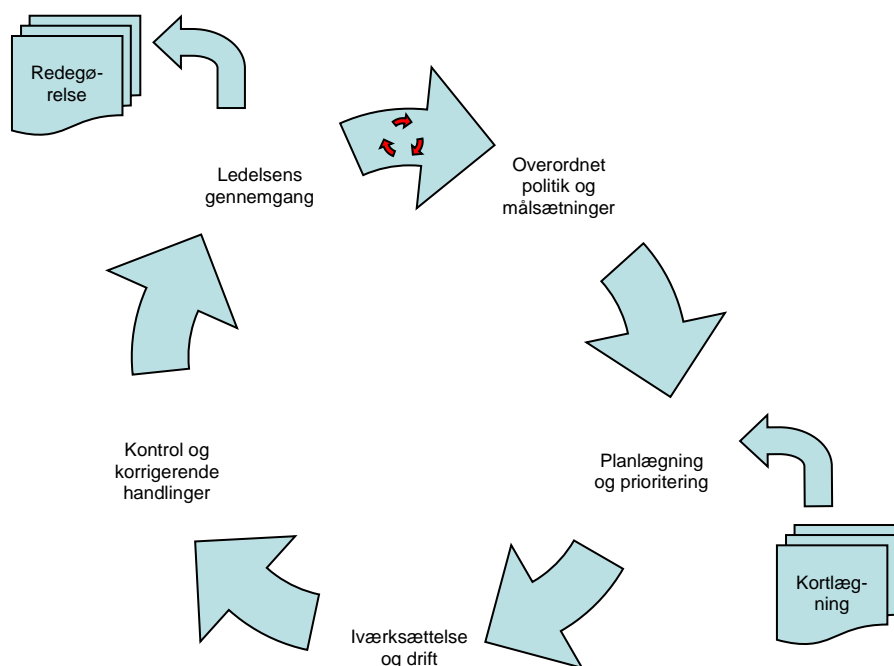 Redegø-
relse
Ledelsens
gennemgang
Overordnet
politik og
målsætninger
Planlægning
og prioritering
Kortlæg-
ning
Iværksættelse
og drift
Kontrol og
korrigerende
handlinger